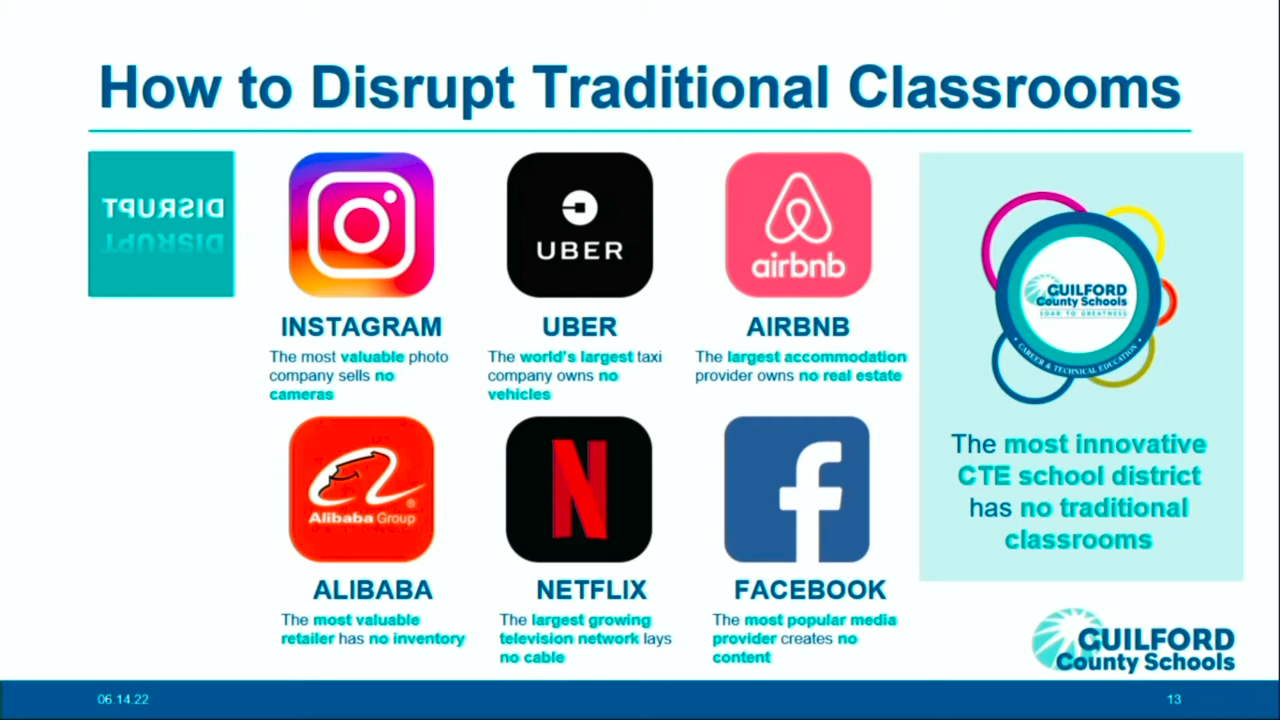 How to Disrupt Traditional Classrooms
DISRUPT
DISRUPT
UBER
airbnb
INSTAGRAM
The most valuable photo
company sells no
cameras
UBER
The world's largest taxi
company owns no
vehicles
AIRBNB
The largest accommodation
provider owns no real estate
Alibaba Group
®
ALIBABA
The most valuable
retailer has no inventory
NETFLIX
The largest growing
television network lays
no cable
FACEBOOK
The most popular media
provider creates no
content
GUILFORD
County Schools
SOAR TO GREATNESS
• CAREER & TECHNICAL EDUCATION •
The most innovative
CTE school district
has no traditional
classrooms
GUILFORD
County Schools
06.14.22
13